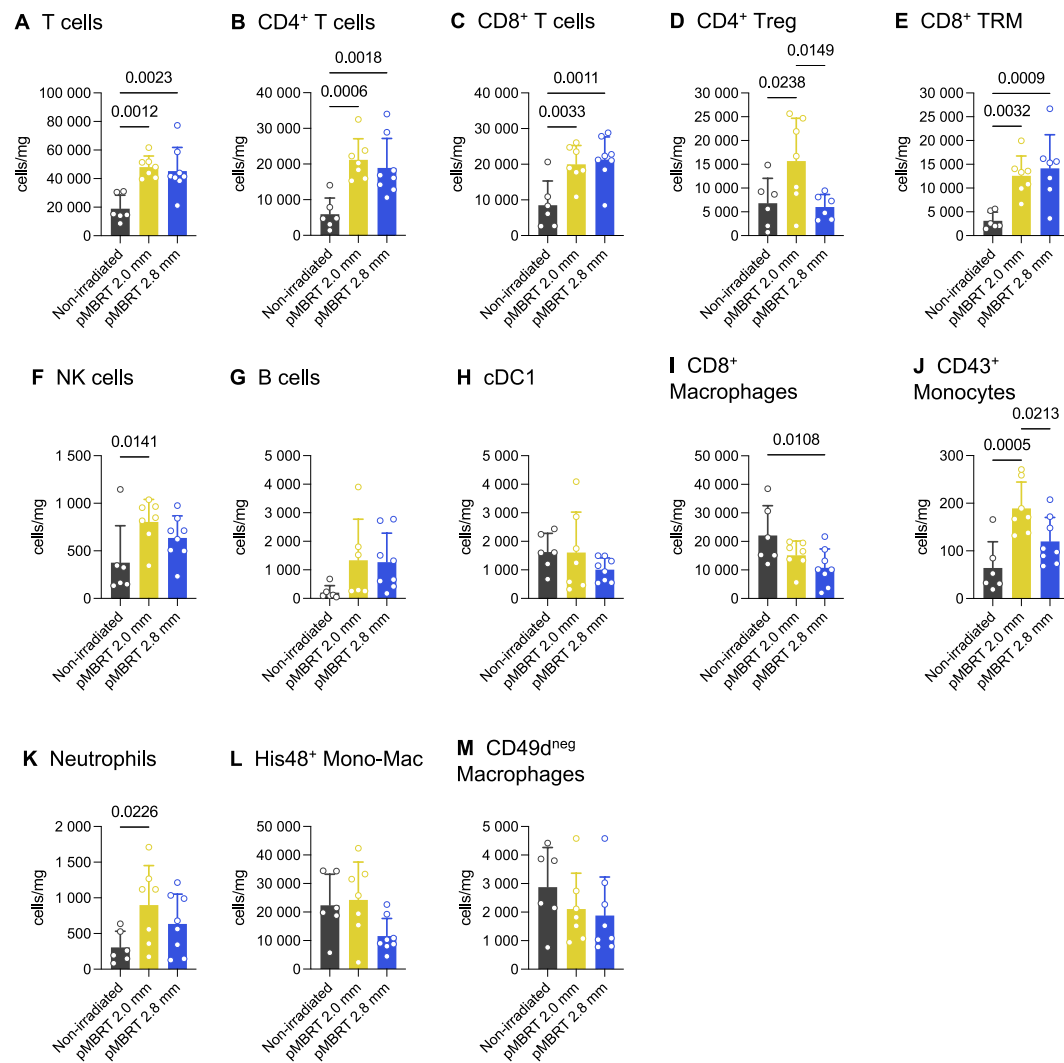 A T cells
0.0023
0.0012
100 000
80 000
60 000
40 000
20 000
0
cells/mg
Non-irradiated
pMBRT 2.0 mm
pMBRT 2.8 mm
B CD4⁺ T cells
0.0018
0.0006
40 000
30 000
20 000
10 000
0
cells/mg
Non-irradiated
pMBRT 2.0 mm
pMBRT 2.8 mm
C CD8⁺ T cells
0.0011
0.0033
40 000
30 000
20 000
10 000
0
cells/mg
Non-irradiated
pMBRT 2.0 mm
pMBRT 2.8 mm
D CD4⁺ Treg
0.0149
0.0238
30 000
25 000
20 000
15 000
10 000
5 000
0
cells/mg
Non-irradiated
pMBRT 2.0 mm
pMBRT 2.8 mm
E CD8⁺ TRM
0.0009
0.0032
30 000
25 000
20 000
15 000
10 000
5 000
0
cells/mg
Non-irradiated
pMBRT 2.0 mm
pMBRT 2.8 mm
F NK cells
0.0141
1 500
1 000
500
0
cells/mg
Non-irradiated
pMBRT 2.0 mm
pMBRT 2.8 mm
G B cells
5 000
4 000
3 000
2 000
1 000
0
cells/mg
Non-irradiated
pMBRT 2.0 mm
pMBRT 2.8 mm
H cDC1
5 000
4 000
3 000
2 000
1 000
0
cells/mg
Non-irradiated
pMBRT 2.0 mm
pMBRT 2.8 mm
I CD8⁺
Macrophages
0.0108
50 000
40 000
30 000
20 000
10 000
0
cells/mg
Non-irradiated
pMBRT 2.0 mm
pMBRT 2.8 mm
J CD43⁺
Monocytes
0.0213
0.0005
300
200
100
0
cells/mg
Non-irradiated
pMBRT 2.0 mm
pMBRT 2.8 mm
K Neutrophils
0.0226
2 000
1 500
1 000
500
0
cells/mg
Non-irradiated
pMBRT 2.0 mm
pMBRT 2.8 mm
L His48⁺ Mono-Mac
50 000
40 000
30 000
20 000
10 000
0
cells/mg
Non-irradiated
pMBRT 2.0 mm
pMBRT 2.8 mm
M CD49dⁿᵉᵍ
Macrophages
5 000
4 000
3 000
2 000
1 000
0
cells/mg
Non-irradiated
pMBRT 2.0 mm
pMBRT 2.8 mm